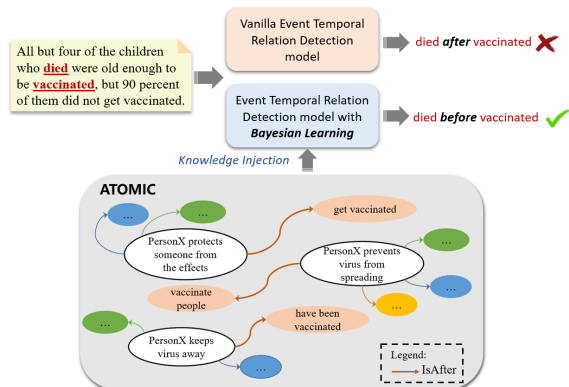 Vanilla Event Temporal
Relation Detection
model
died after vaccinated
All but four of the children
who died were old enough to
be vaccinated, but 90 percent
of them did not get vaccinated.
Event Temporal Relation
Detection model with
Bayesian Learning
died before vaccinated
Knowledge Injection
ATOMIC
...
...
get vaccinated
PersonX protects
someone from
the effects
...
PersonX prevents
virus from
spreading
...
vaccinate
people
...
...
have been
vaccinated
PersonX keeps
virus away
...
Legend:
IsAfter